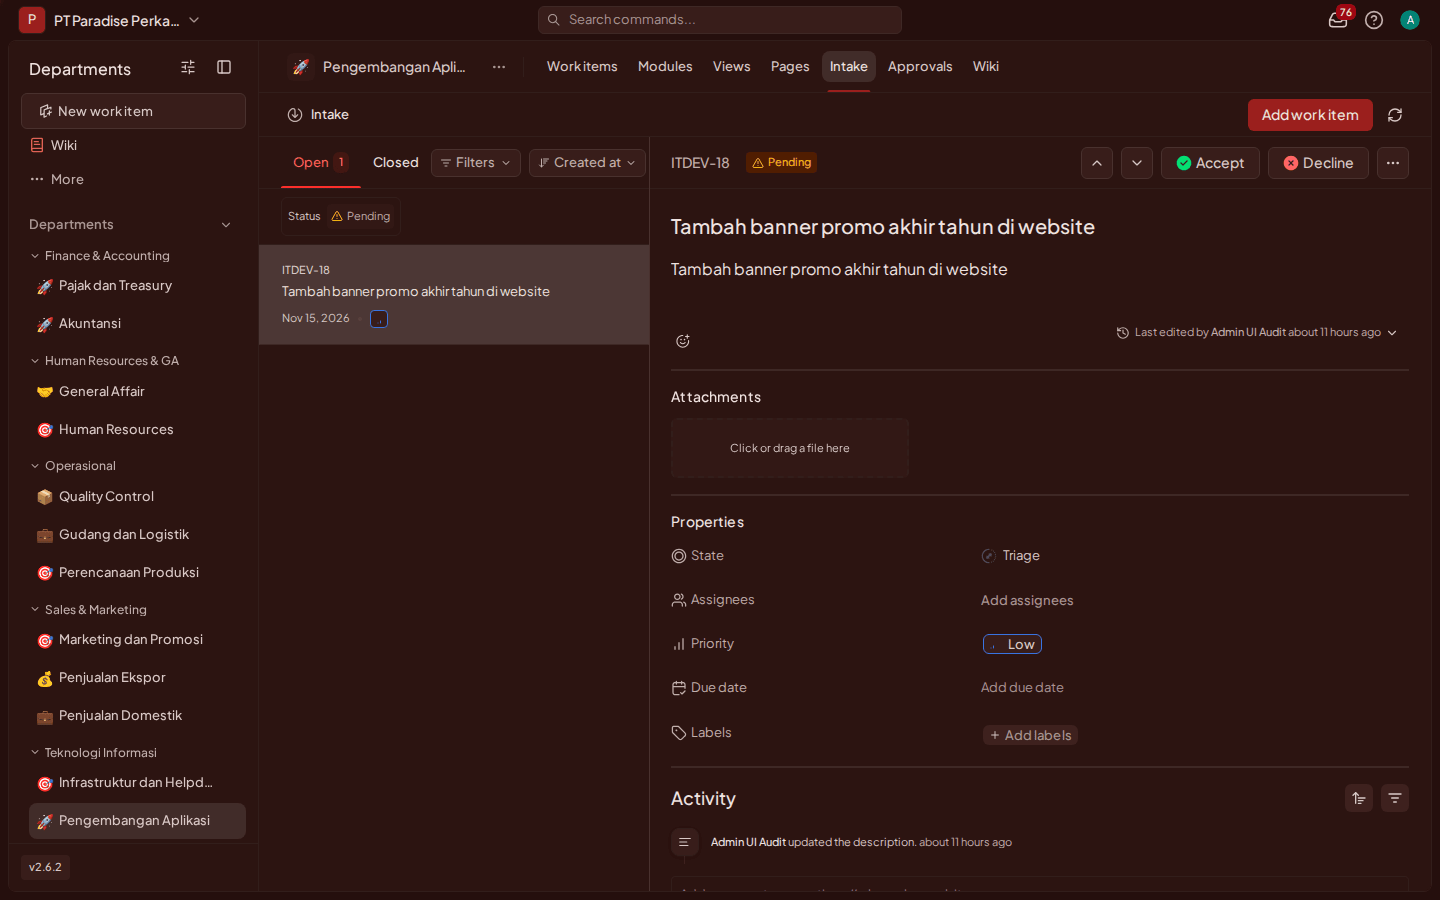 P PT Paradise Perka...
Search commands...
76
A
Departments
New work item
Wiki
More
Departments
Finance & Accounting
Pajak dan Treasury
Akuntansi
Human Resources & GA
General Affair
Human Resources
Operasional
Quality Control
Gudang dan Logistik
Perencanaan Produksi
Sales & Marketing
Marketing dan Promosi
Penjualan Ekspor
Penjualan Domestik
Teknologi Informasi
Infrastruktur dan Helpd...
Pengembangan Aplikasi
v2.6.2
Pengembangan Apli...
Work items Modules Views Pages Intake Approvals Wiki
Intake
Add work item
Open 1 Closed Filters Created at
Status Pending
ITDEV-18
Tambah banner promo akhir tahun di website
Nov 15, 2026
ITDEV-18 Pending Accept Decline
Tambah banner promo akhir tahun di website
Tambah banner promo akhir tahun di website
Last edited by Admin UI Audit about 11 hours ago
Attachments
Click or drag a file here
Properties
State Triage
Assignees Add assignees
Priority Low
Due date Add due date
Labels Add labels
Activity
Admin UI Audit updated the description. about 11 hours ago